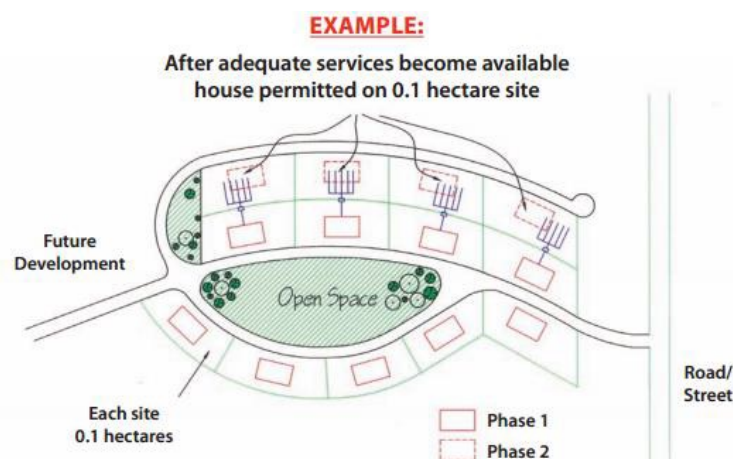 EXAMPLE:
After adequate services become available
house permitted on 0.1 hectare site
Future
Development
Open Space
Each site
0.1 hectares
Road/
Street
Phase 1
Phase 2